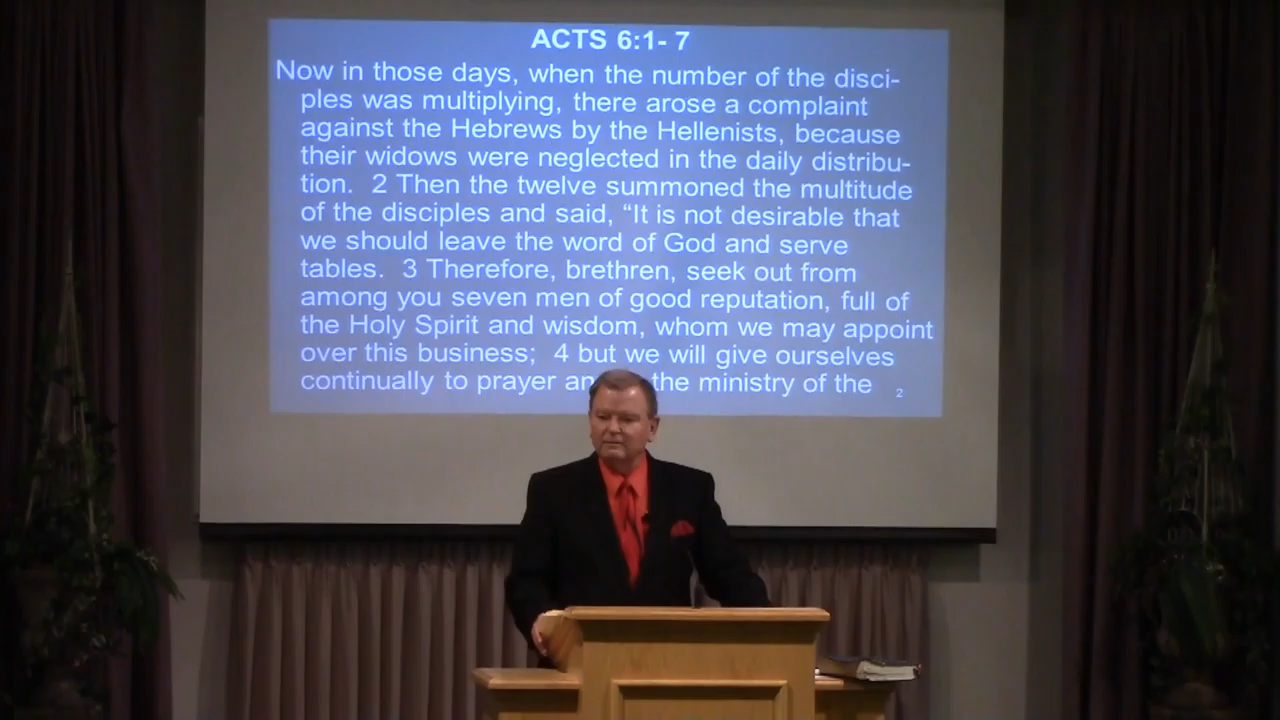 ACTS 6:1- 7
Now in those days, when the number of the disci-
ples was multiplying, there arose a complaint
against the Hebrews by the Hellenists, because
their widows were neglected in the daily distribu-
tion. 2 Then the twelve summoned the multitude
of the disciples and said, “It is not desirable that
we should leave the word of God and serve
tables. 3 Therefore, brethren, seek out from
among you seven men of good reputation, full of
the Holy Spirit and wisdom, whom we may appoint
over this business; 4 but we will give ourselves
continually to prayer the ministry of the
2